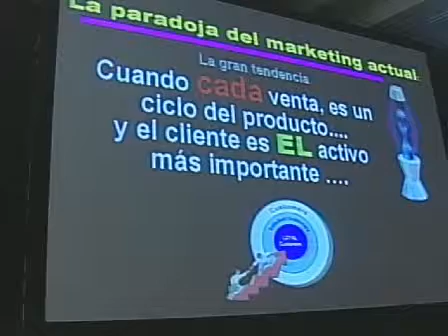 La paradoja del marketing actual
La gran tendencia
Cuando cada venta, es un
ciclo del producto....
y el cliente es EL activo
más importante ....
Customers